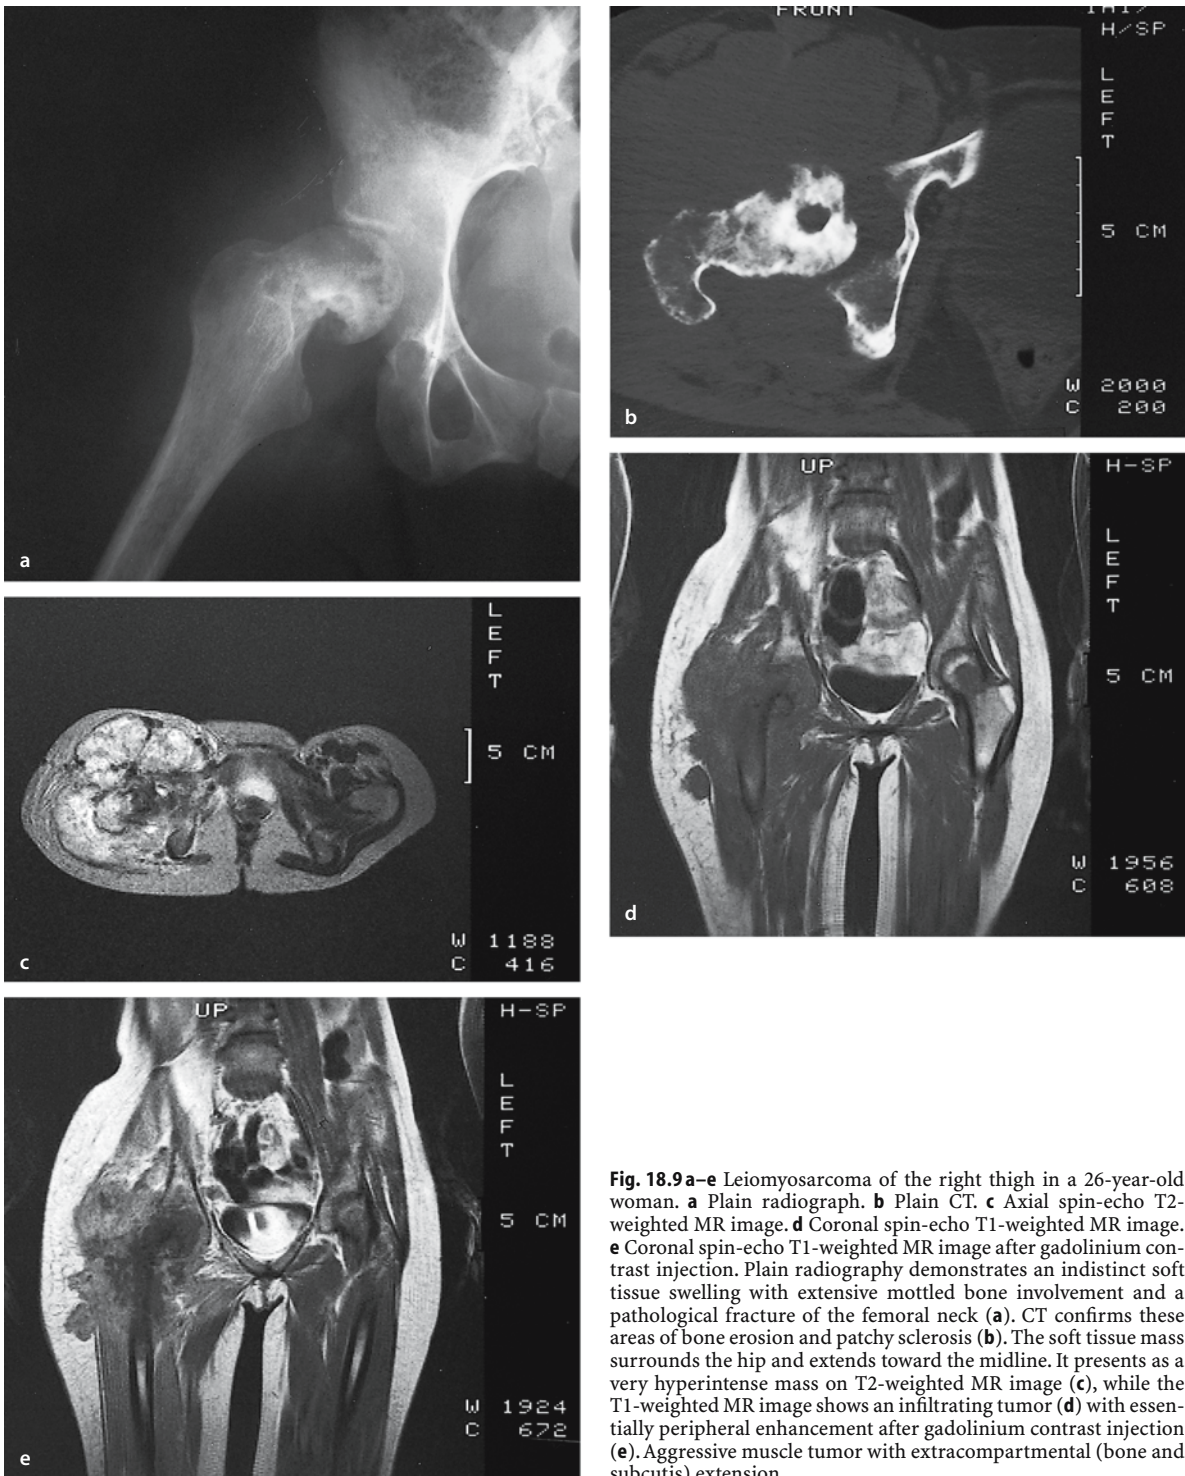 FRONT
H/SP
L
E
F
T
5 CM
W 2000
C 200
a
b
UP
H-SP
L
E
F
T
5 CM
W 1956
C 608
d
L
E
F
T
5 CM
W 1188
C 416
c
UP
H-SP
L
E
F
T
5 CM
W 1924
C 672
e
Fig. 18.9 a–e Leiomyosarcoma of the right thigh in a 26-year-old
woman. a Plain radiograph. b Plain CT. c Axial spin-echo T2-
weighted MR image. d Coronal spin-echo T1-weighted MR image.
e Coronal spin-echo T1-weighted MR image after gadolinium con-
trast injection. Plain radiography demonstrates an indistinct soft
tissue swelling with extensive mottled bone involvement and a
pathological fracture of the femoral neck (a). CT confirms these
areas of bone erosion and patchy sclerosis (b). The soft tissue mass
surrounds the hip and extends toward the midline. It presents as a
very hyperintense mass on T2-weighted MR image (c), while the
T1-weighted MR image shows an infiltrating tumor (d) with essen-
tially peripheral enhancement after gadolinium contrast injection
(e). Aggressive muscle tumor with extracompartmental (bone and
subcutis) extension